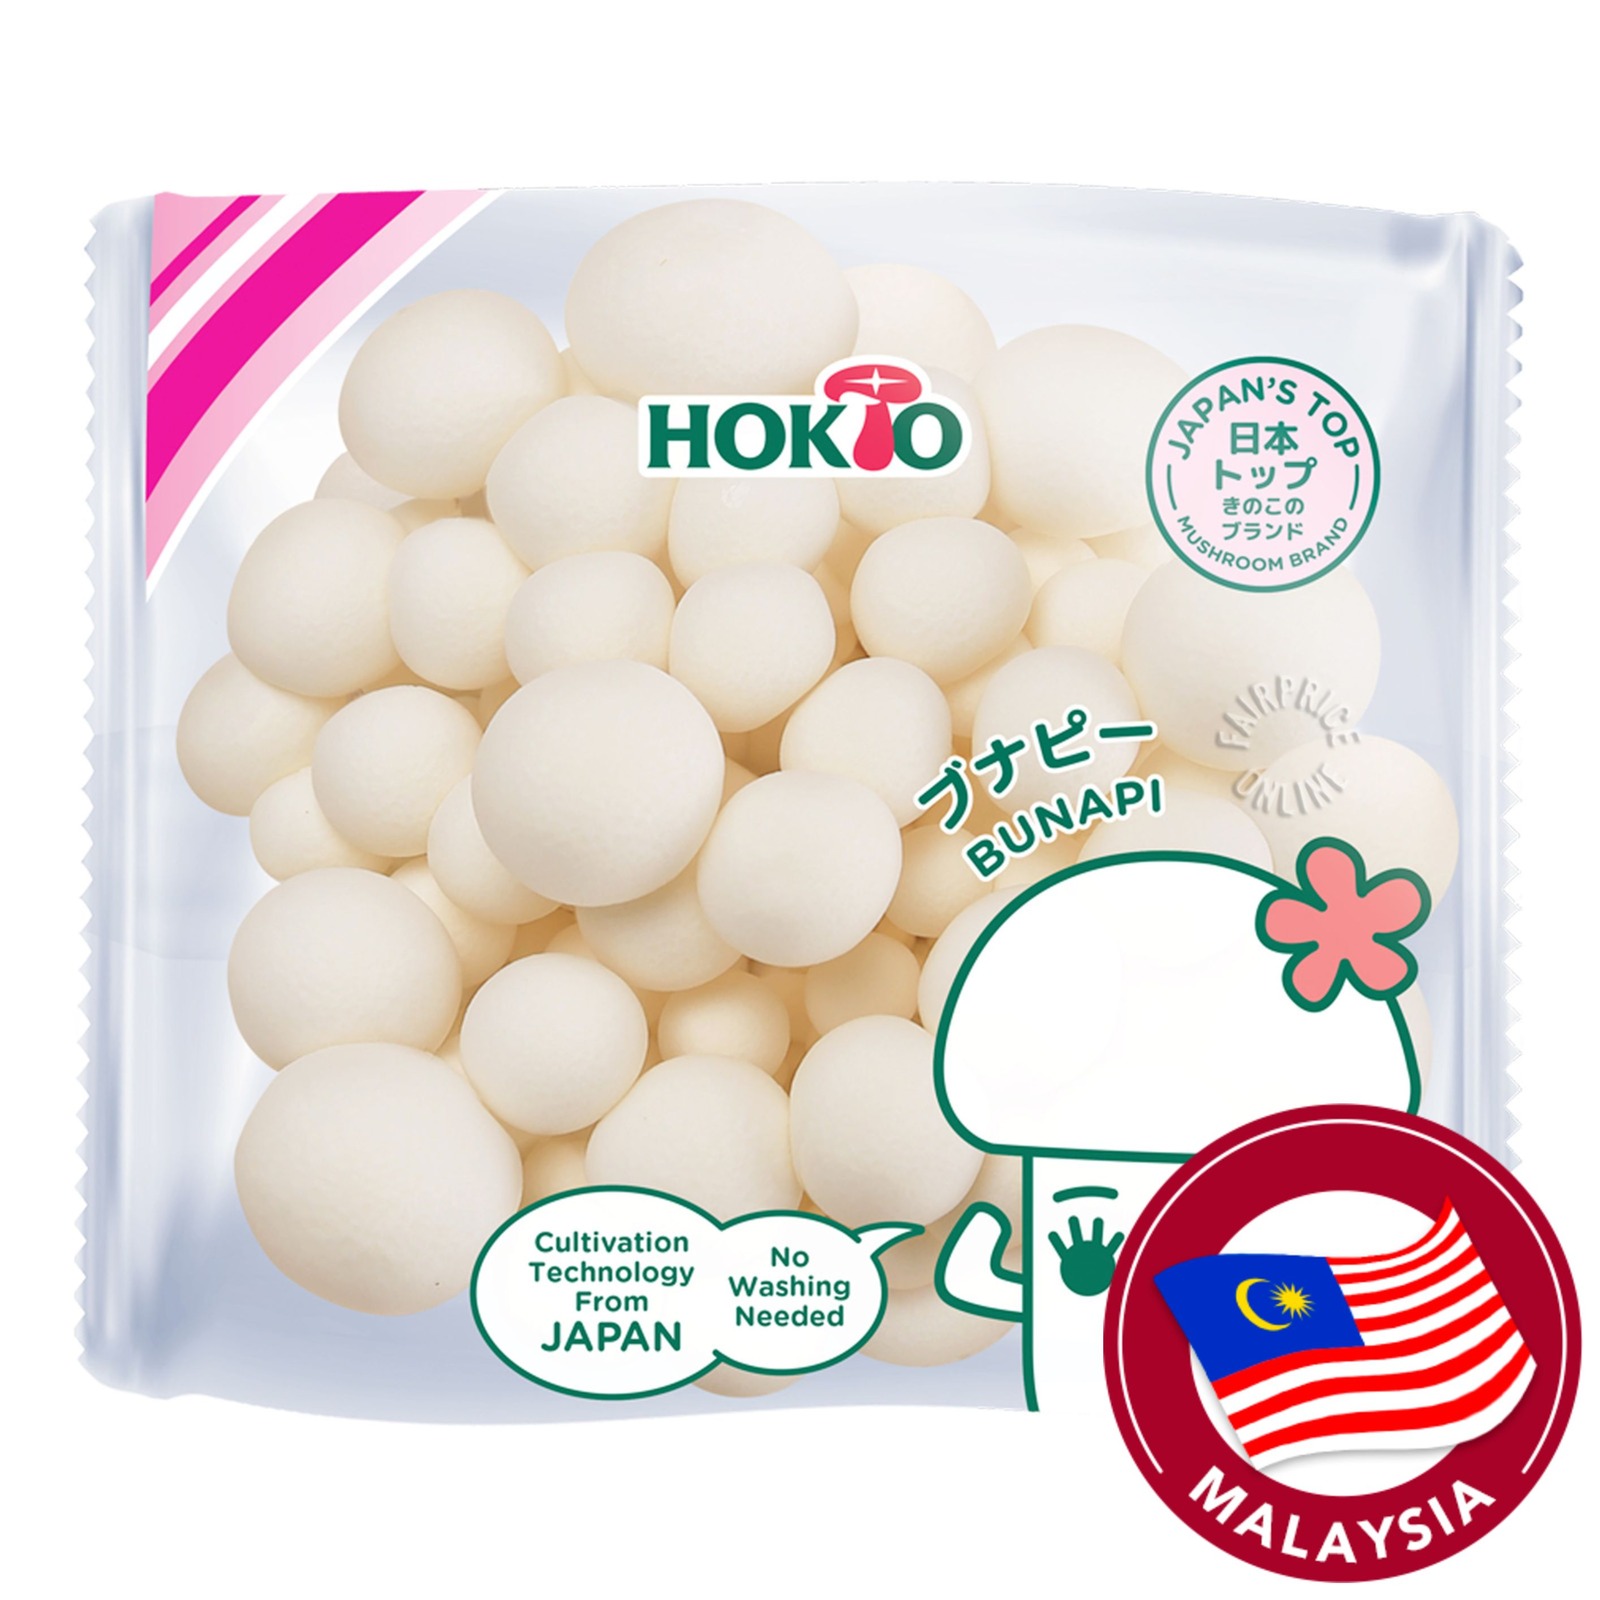 HOKTO
JAPAN'S TOP
日本
トップ
きのこの
ブランド
MUSHROOM BRAND
FAIRPRICE
ONLINE
ブナピー
BUNAPI
Cultivation
Technology
From
JAPAN
No
Washing
Needed
MALAYSIA